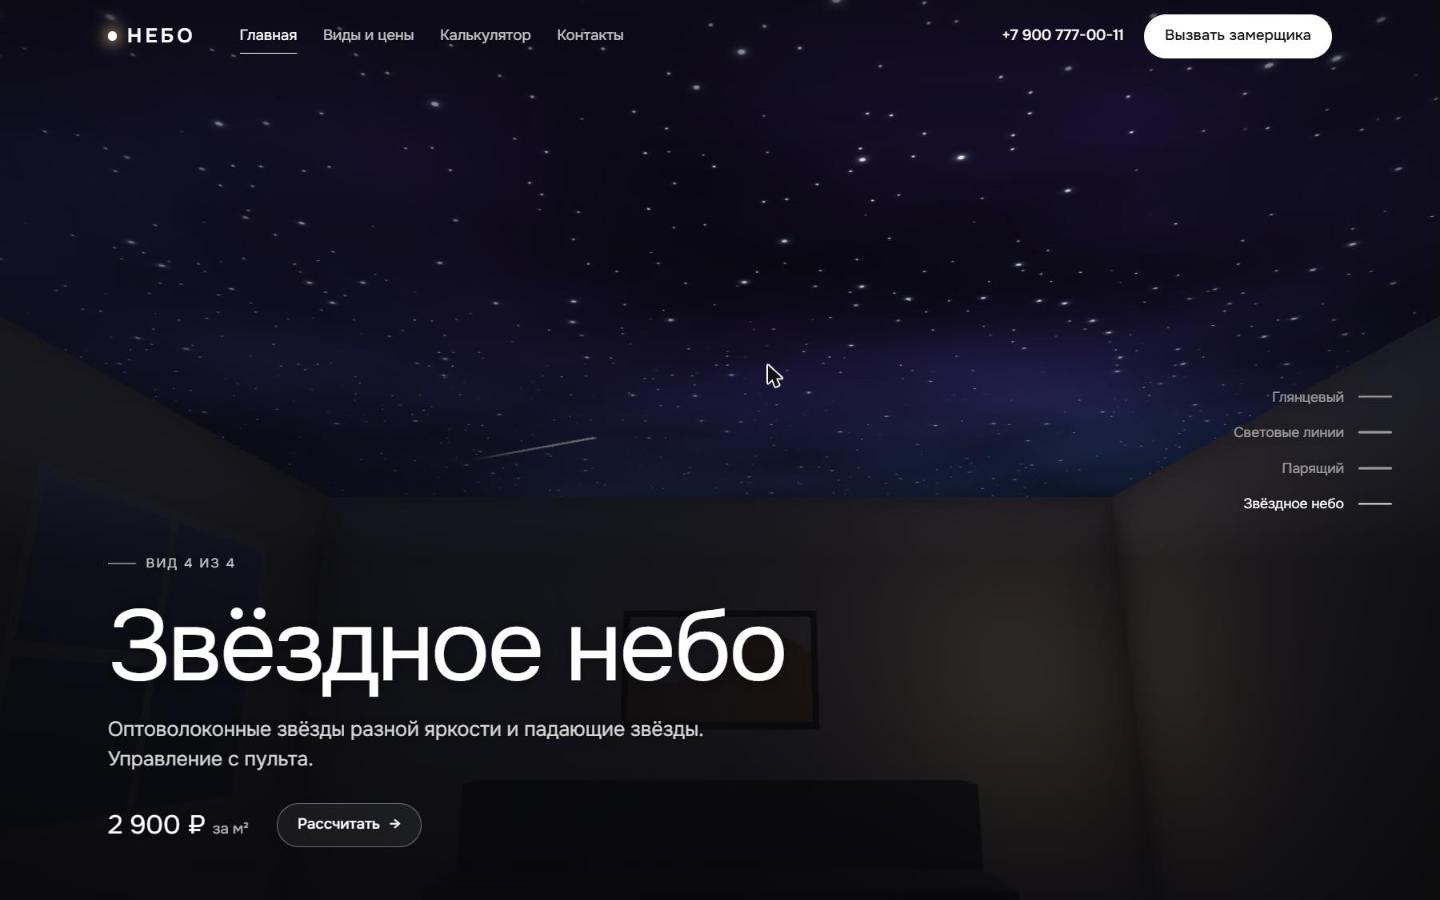 НЕБО
Главная
Виды и цены
Калькулятор
Контакты
+7 900 777-00-11
Вызвать замерщика
Глянцевый
Световые линии
Парящий
Звёздное небо
ВИД 4 ИЗ 4
Звёздное небо
Оптоволоконные звёзды разной яркости и падающие звёзды.
Управление с пульта.
2 900 ₽ за м²
Рассчитать →